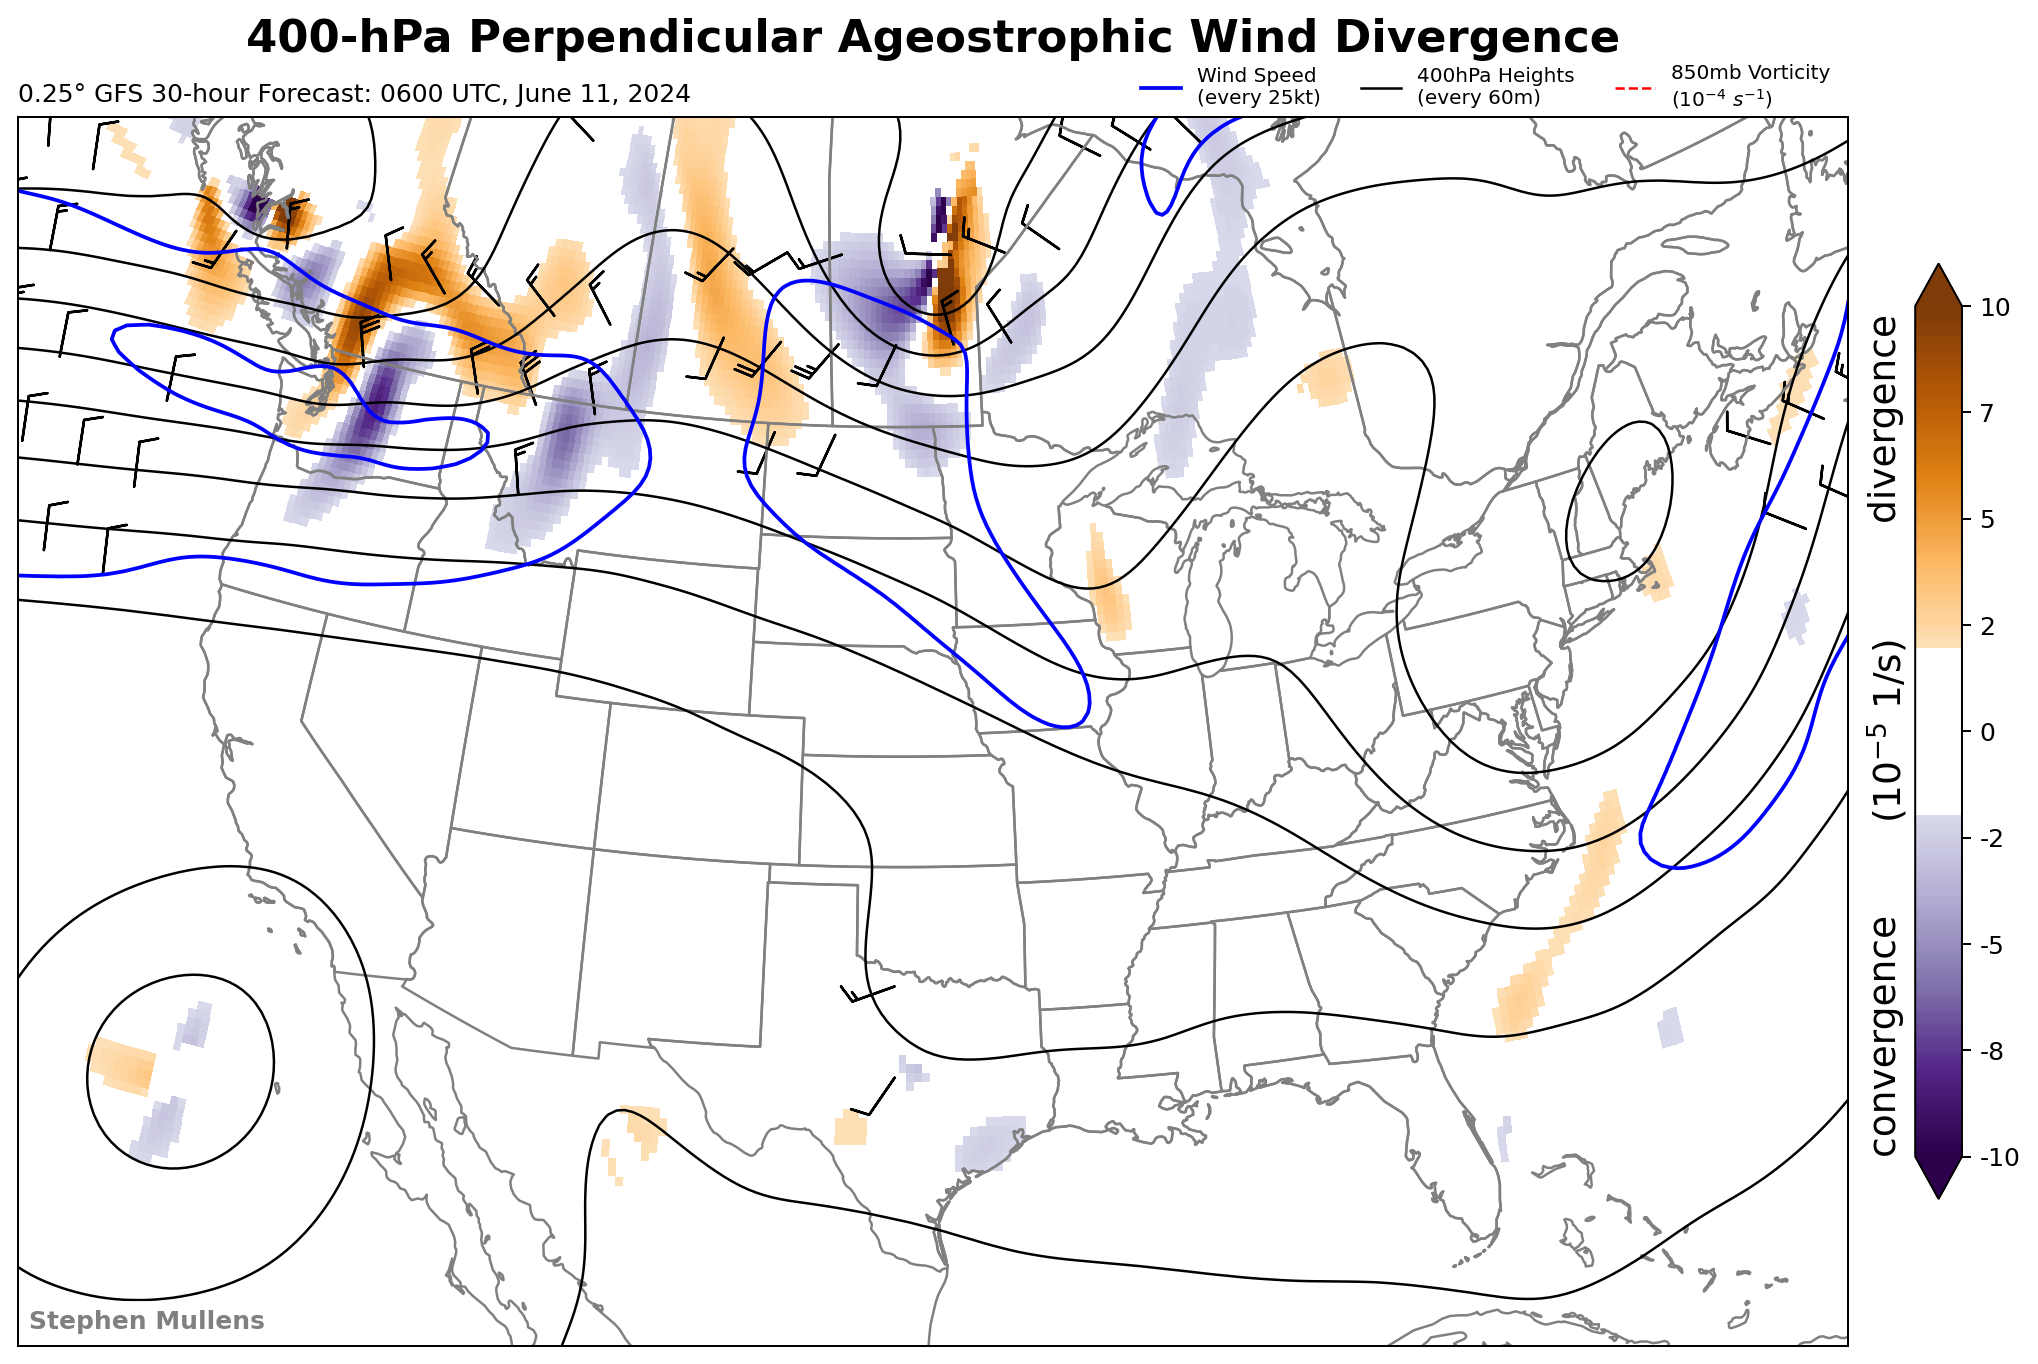 400-hPa Perpendicular Ageostrophic Wind Divergence
0.25° GFS 30-hour Forecast: 0600 UTC, June 11, 2024
Wind Speed
(every 25kt)
400hPa Heights
(every 60m)
850mb Vorticity
(10⁻⁴ s⁻¹)
10
7
5
2
0
-2
-5
-8
-10
convergence (10⁻⁵ 1/s) divergence
Stephen Mullens